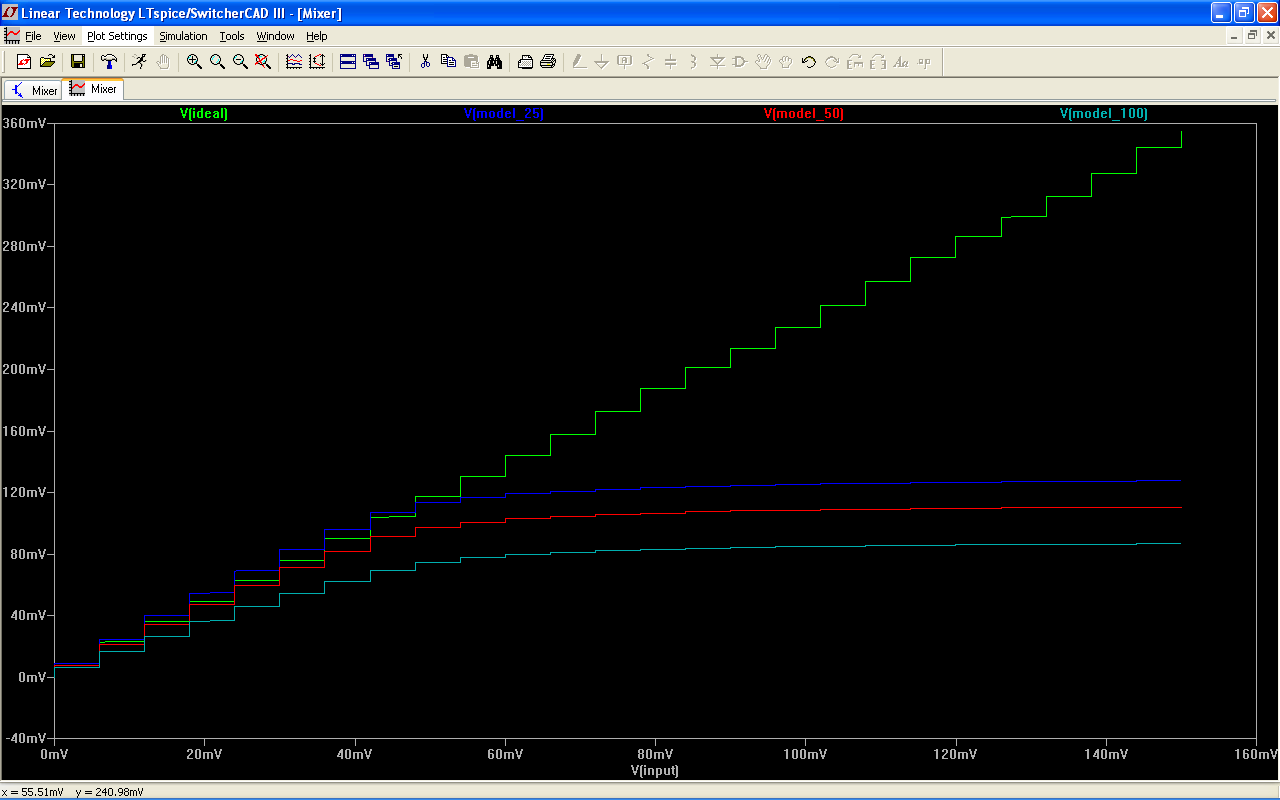 Linear Technology LTspice/SwitcherCAD III - [Mixer]
File View Plot Settings Simulation Tools Window Help
Aa .op
Mixer Mixer
V(ideal) V(model_25) V(model_50) V(model_100)
360mV
320mV
280mV
240mV
200mV
160mV
120mV
80mV
40mV
0mV
-40mV
0mV 20mV 40mV 60mV 80mV 100mV 120mV 140mV 160mV
V(input)
x = 55.51mV y = 240.98mV